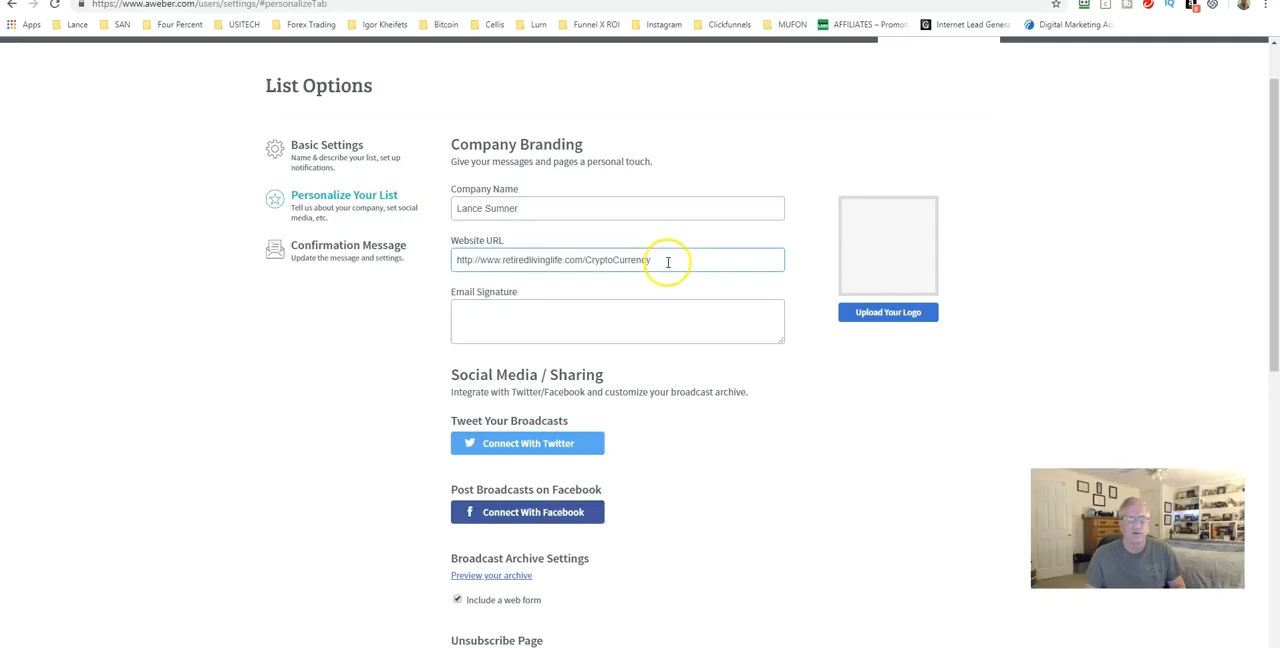 https://www.aweber.com/users/settings/#personalizeTab
Apps Lance SAN Four Percent USITECH Forex Trading Igor Kheifets Bitcoin Cellis Lurn Funnel X ROI Instagram Clickfunnels MUFON AFFILIATES – Promot Internet Lead Genera Digital Marketing Ac
List Options
Basic Settings
Name & describe your list, set up
notifications.
Personalize Your List
Tell us about your company, set social
media, etc.
Confirmation Message
Update the message and settings.
Company Branding
Give your messages and pages a personal touch.
Company Name
Lance Sumner
Website URL
http://www.retiredlivinglife.com/CryptoCurrency
Email Signature
Upload Your Logo
Social Media / Sharing
Integrate with Twitter/Facebook and customize your broadcast archive.
Tweet Your Broadcasts
Connect With Twitter
Post Broadcasts on Facebook
Connect With Facebook
Broadcast Archive Settings
Preview your archive
Include a web form
Unsubscribe Page